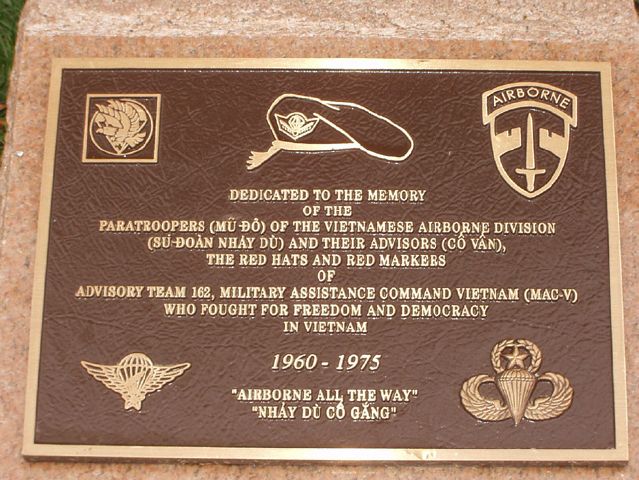 AIRBORNE
DEDICATED TO THE MEMORY
OF THE
PARATROOPERS (MŨ ĐỎ) OF THE VIETNAMESE AIRBORNE DIVISION
(SƯ ĐOÀN NHẢY DÙ) AND THEIR ADVISORS (CỐ VẤN),
THE RED HATS AND RED MARKERS
OF
ADVISORY TEAM 162, MILITARY ASSISTANCE COMMAND VIETNAM (MAC-V)
WHO FOUGHT FOR FREEDOM AND DEMOCRACY
IN VIETNAM
1960 - 1975
"AIRBORNE ALL THE WAY"
"NHẢY DÙ CỐ GẮNG"